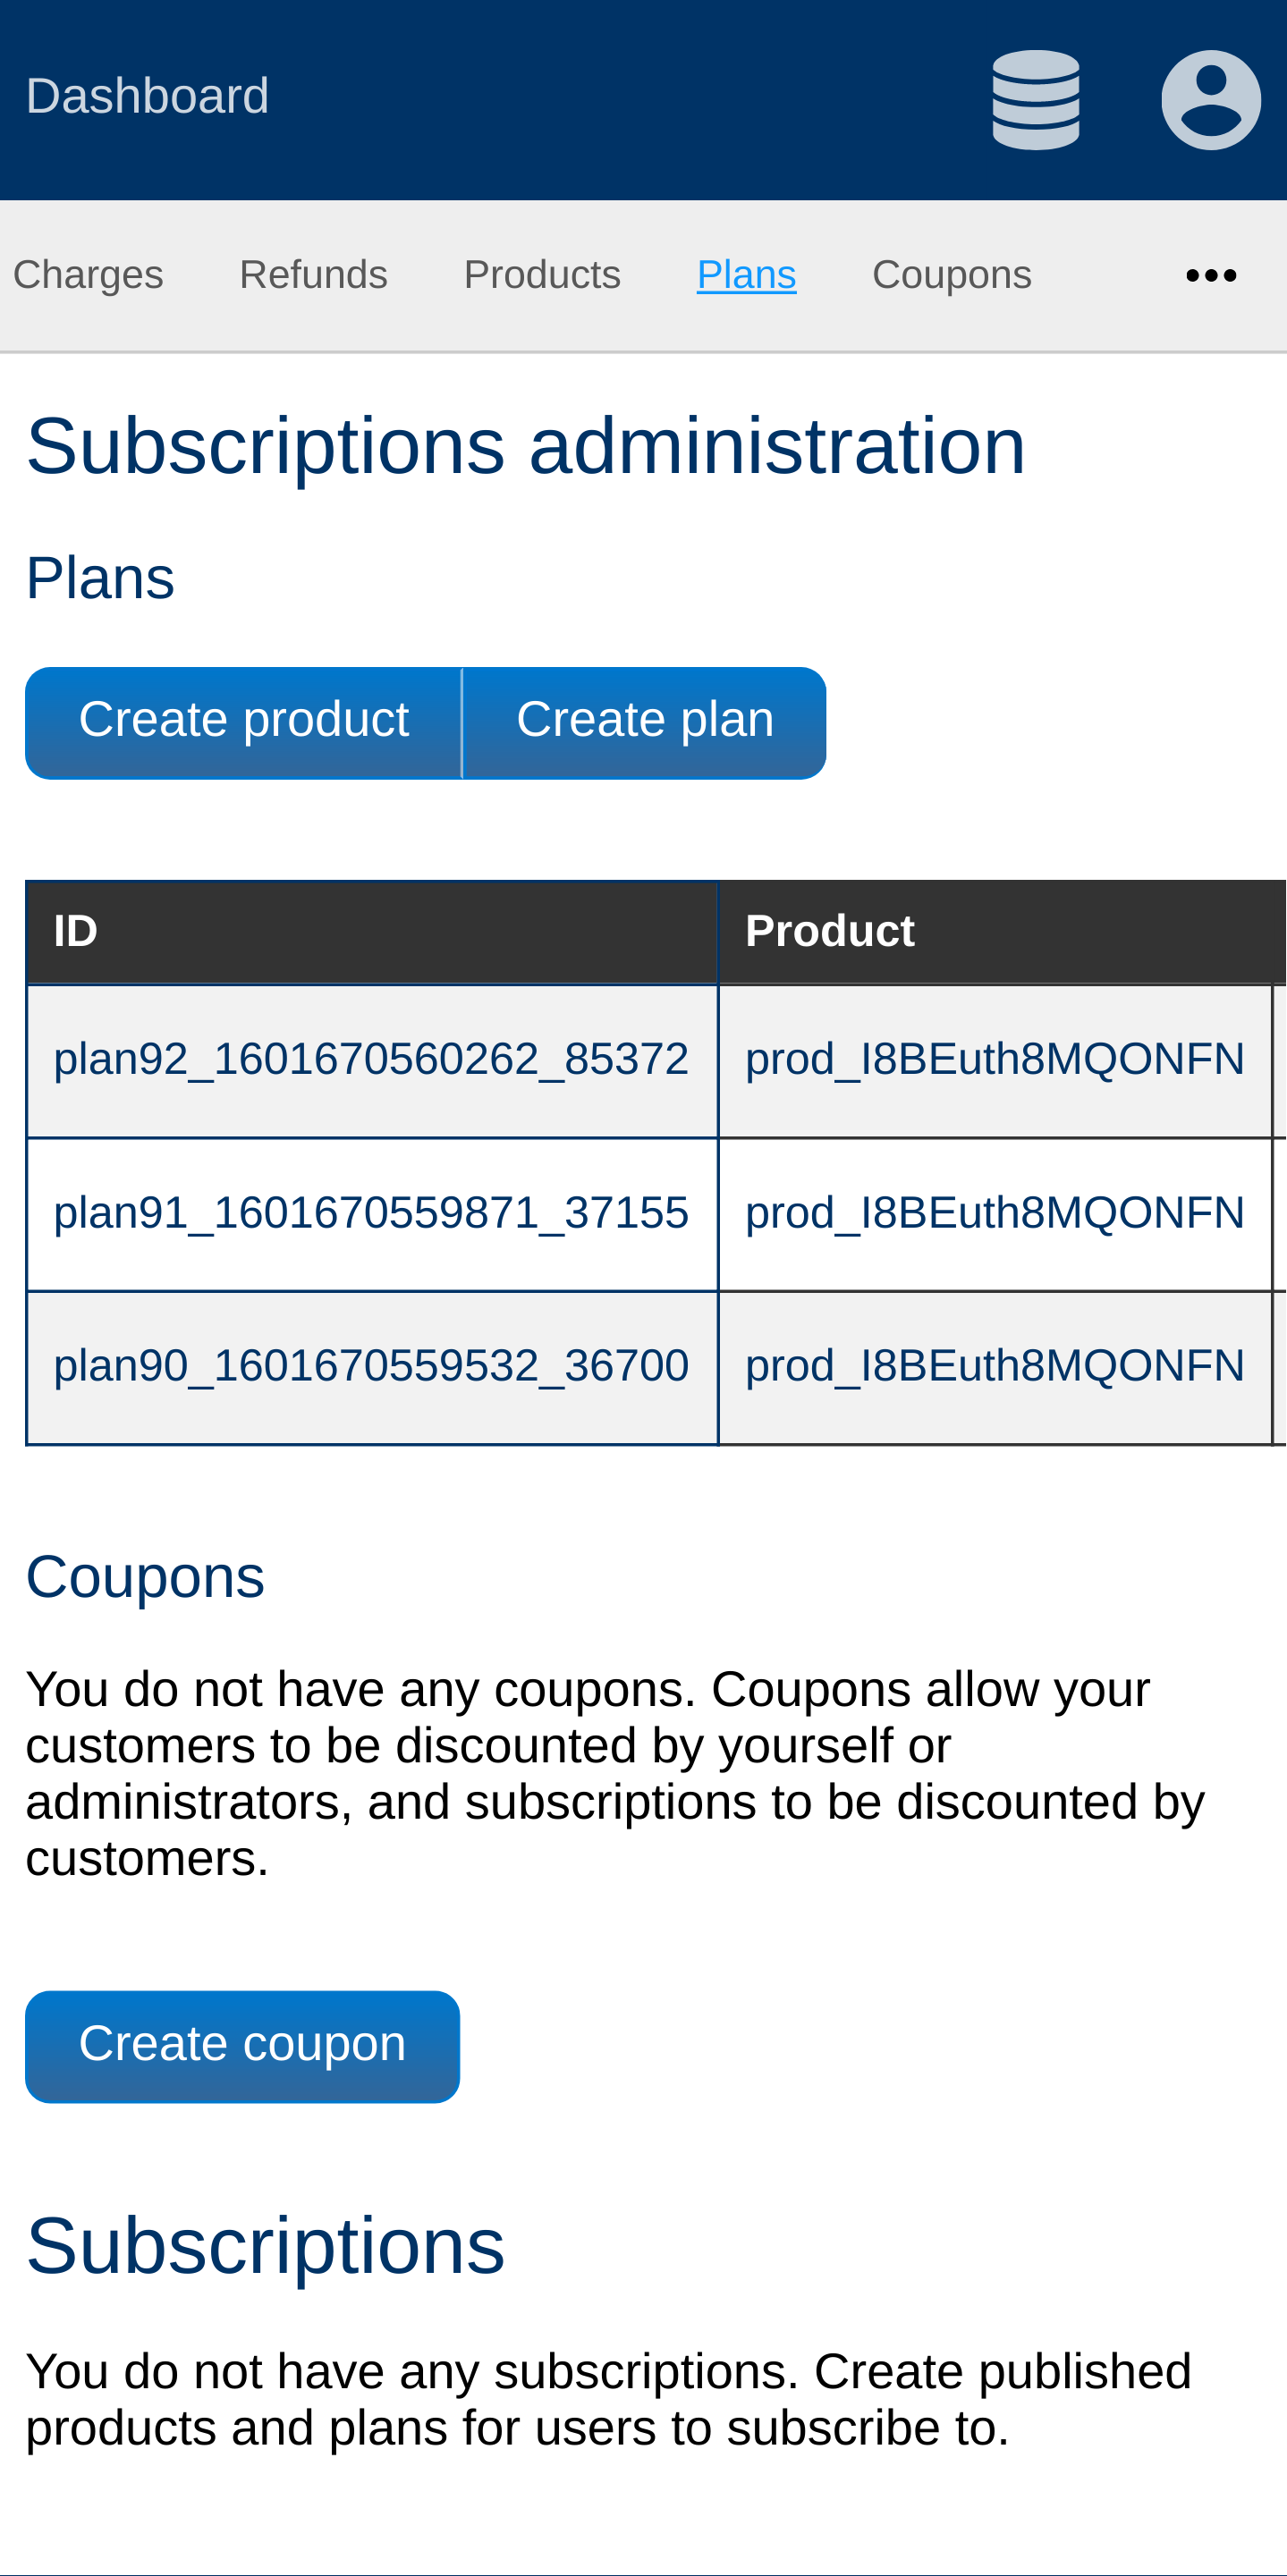 Dashboard
Charges Refunds Products Plans Coupons •••
Subscriptions administration
Plans
Create product Create plan
ID Product
plan92_1601670560262_85372 prod_I8BEuth8MQONFN
plan91_1601670559871_37155 prod_I8BEuth8MQONFN
plan90_1601670559532_36700 prod_I8BEuth8MQONFN
Coupons
You do not have any coupons. Coupons allow your
customers to be discounted by yourself or
administrators, and subscriptions to be discounted by
customers.
Create coupon
Subscriptions
You do not have any subscriptions. Create published
products and plans for users to subscribe to.